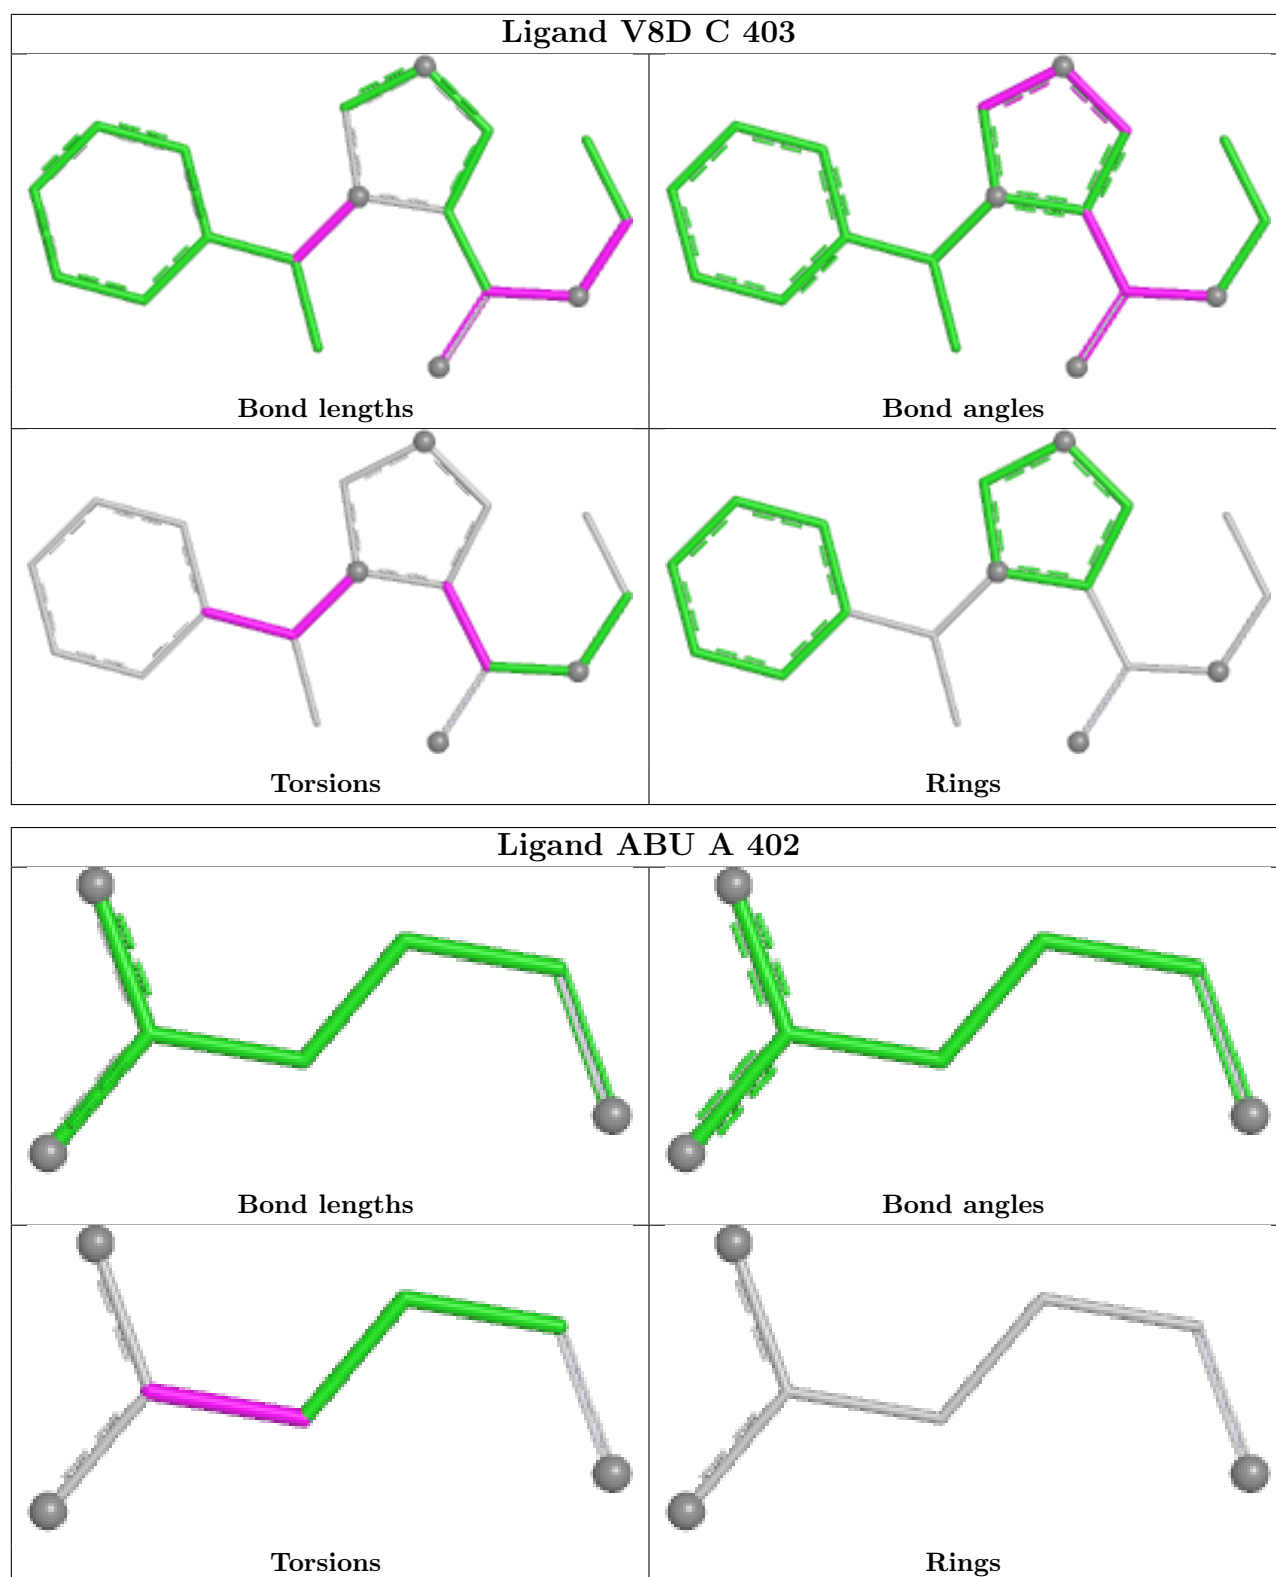 Ligand V8D C 403
Bond lengths
Bond angles
Torsions
Rings
Ligand ABU A 402
Bond lengths
Bond angles
Torsions
Rings